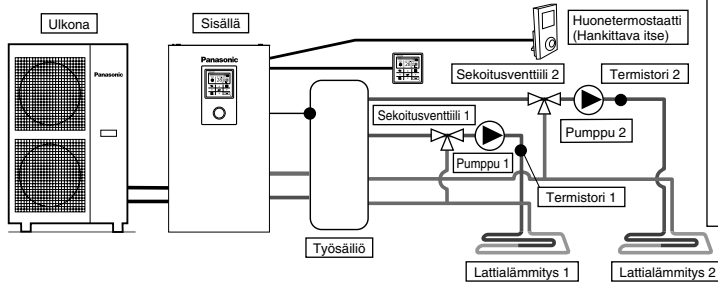 Ulkona
Sisällä
Panasonic
Panasonic
Huonetermostaatti
(Hankittava itse)
Sekoitusventtiili 2
Termistori 2
Sekoitusventtiili 1
Pumppu 2
Pumppu 1
Termistori 1
Työsäiliö
Lattialämmitys 1
Lattialämmitys 2